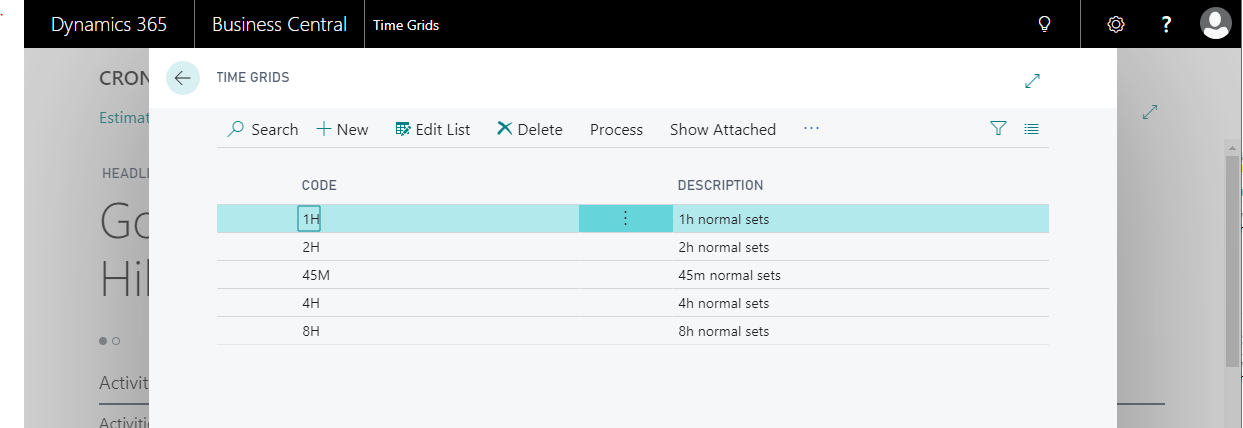 Dynamics 365 Business Central Time Grids ?
CRON
TIME GRIDS
Estimat
Search New Edit List Delete Process Show Attached ...
HEADLI
CODE DESCRIPTION
Go
1H 1h normal sets
2H 2h normal sets
Hil
45M 45m normal sets
4H 4h normal sets
8H 8h normal sets
Activit
Activitie